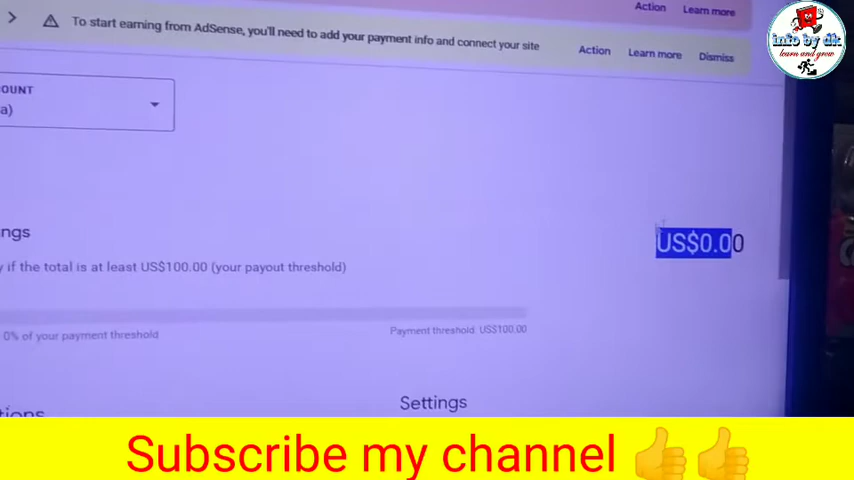 Action Learn more
To start earning from AdSense, you'll need to add your payment info and connect your site
Action Learn more Dismiss
info by dk
learn and grow
OUNT
a)
ngs
US$0.00
y if the total is at least US$100.00 (your payout threshold)
0% of your payment threshold
Payment threshold: US$100.00
tions
Settings
Subscribe my channel 👍👍